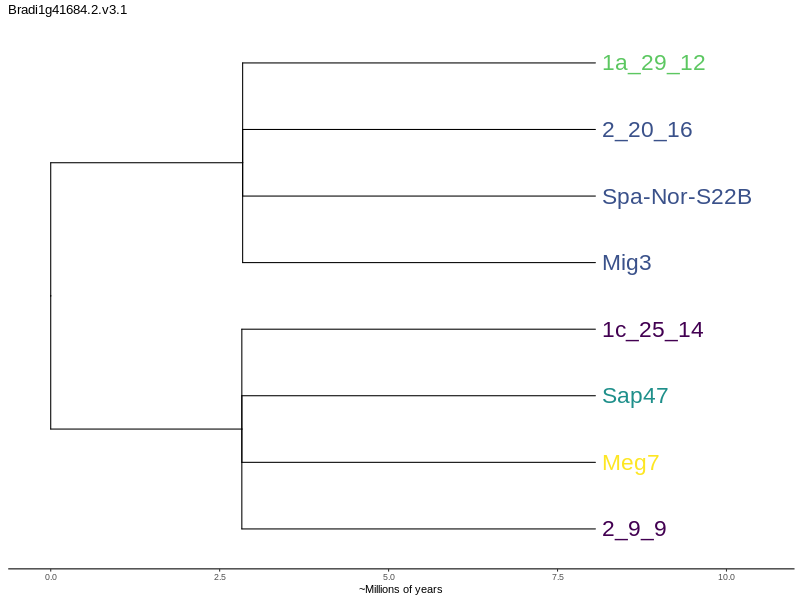 Bradi1g41684.2.v3.1
1a_29_12
2_20_16
Spa-Nor-S22B
Mig3
1c_25_14
Sap47
Meg7
2_9_9
0.0 2.5 5.0 7.5 10.0
~Millions of years